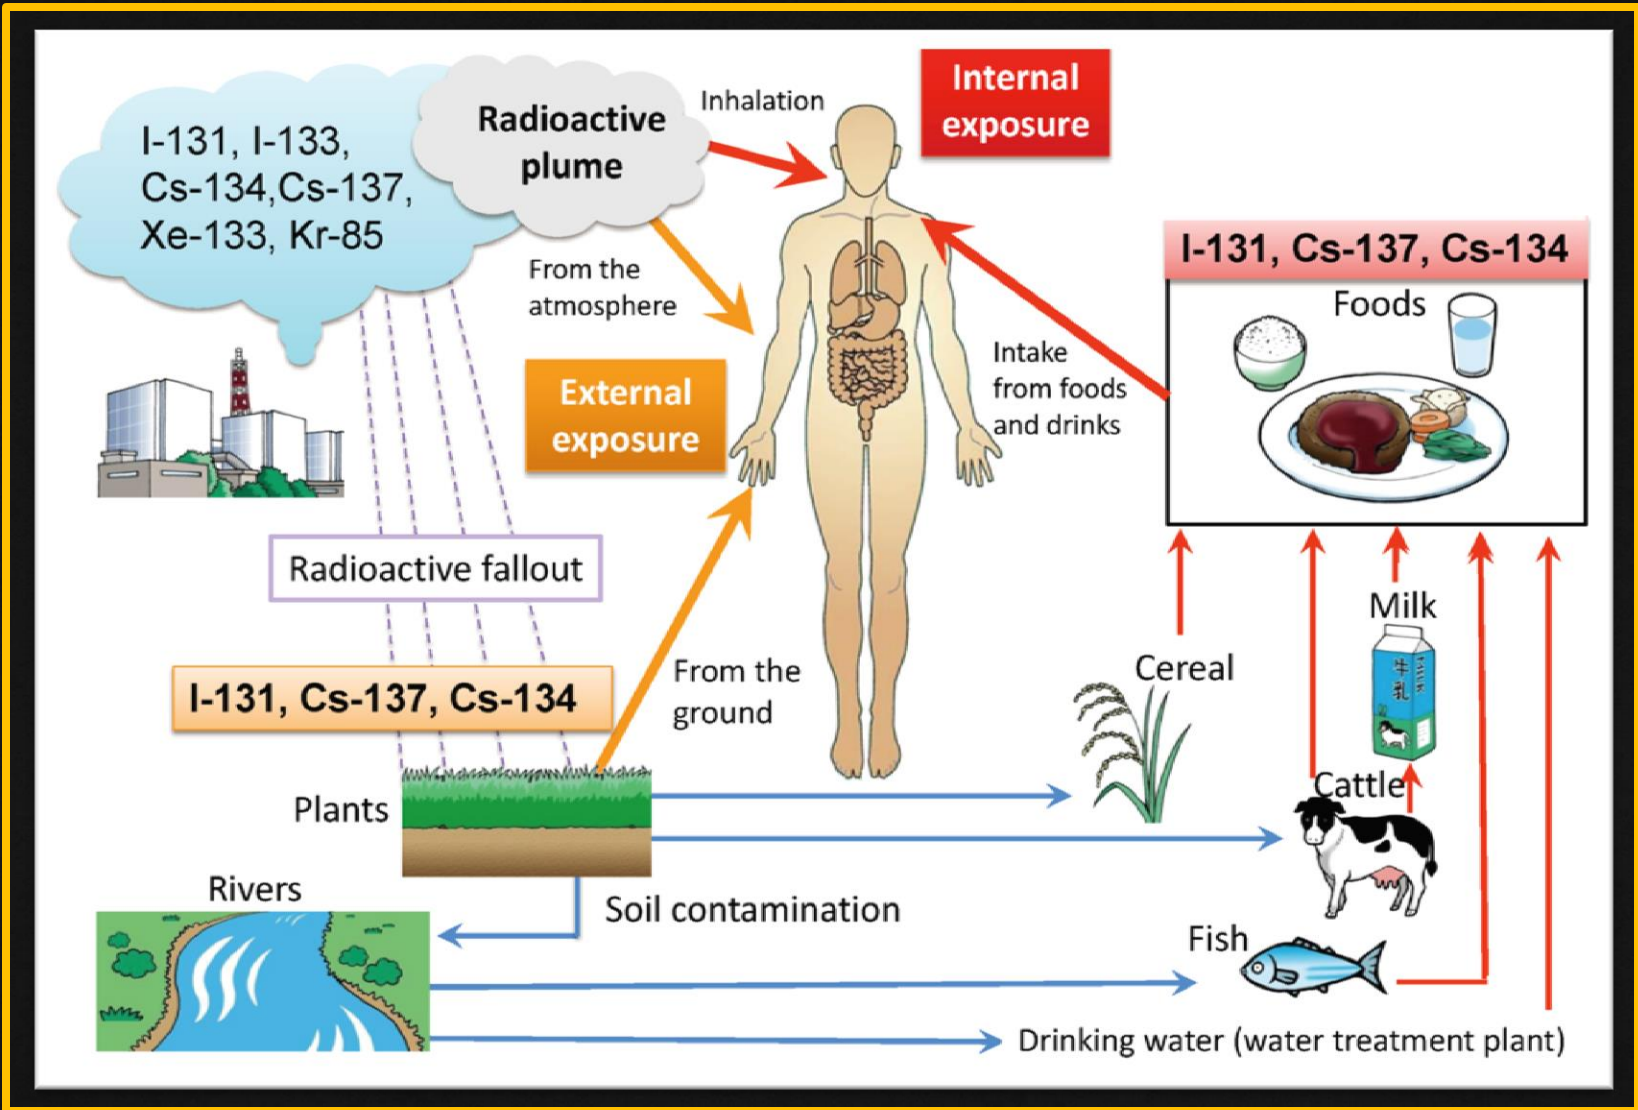 I-131, I-133,
Cs-134,Cs-137,
Xe-133, Kr-85
Radioactive
plume
Inhalation
Internal
exposure
From the
atmosphere
External
exposure
I-131, Cs-137, Cs-134
Foods
Intake
from foods
and drinks
Radioactive fallout
I-131, Cs-137, Cs-134
From the
ground
Plants
Cereal
Milk
牛乳
MILK
Cattle
Rivers
Soil contamination
Fish
Drinking water (water treatment plant)